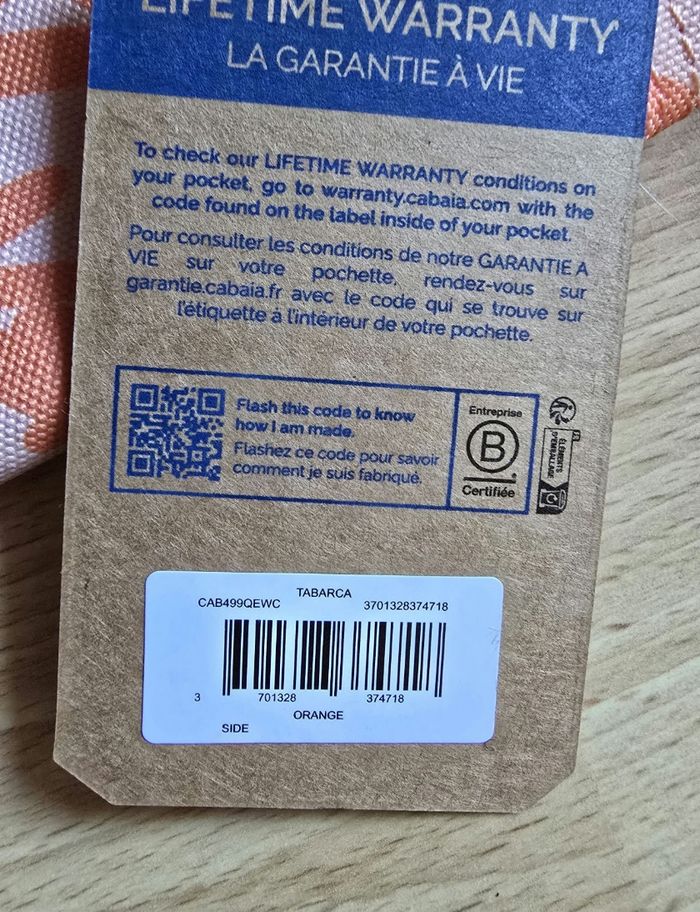 LIFETIME WARRANTY
LA GARANTIE À VIE
To check our LIFETIME WARRANTY conditions on
your pocket, go to warranty.cabaia.com with the
code found on the label inside of your pocket.
Pour consulter les conditions de notre GARANTIE A
VIE sur votre pochette, rendez-vous sur
garantie.cabaia.fr avec le code qui se trouve sur
l'étiquette à l'intérieur de votre pochette.
Flash this code to know
how I am made.
Flashez ce code pour savoir
comment je suis fabriqué.
Entreprise
B
Certifiée
FR
ÉLÉMENTS
D'EMBALLAGE
TABARCA
CAB499QEWC 3701328374718
3 701328 374718
ORANGE
SIDE